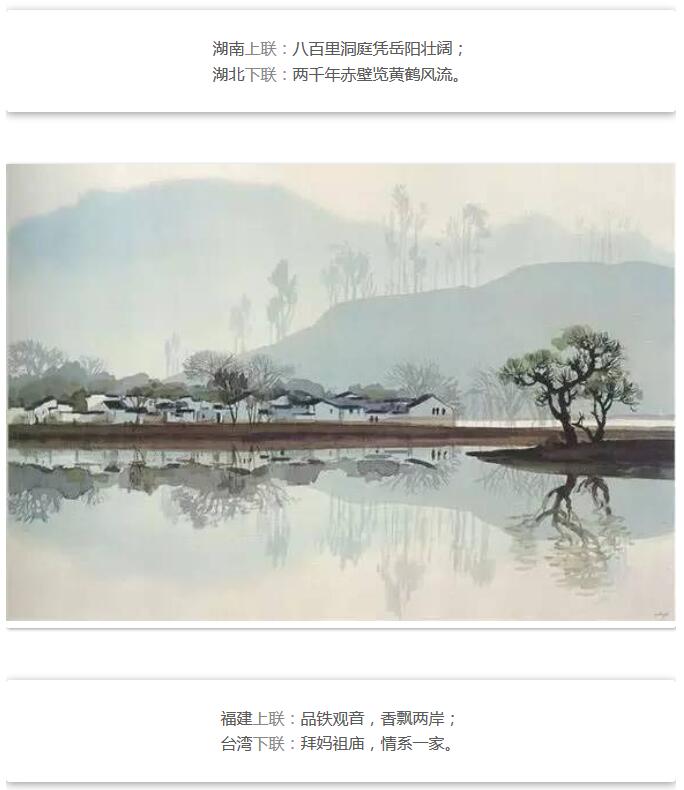 湖南上联：八百里洞庭凭岳阳壮阔；
湖北下联：两千年赤壁览黄鹤风流。
福建上联：品铁观音，香飘两岸；
台湾下联：拜妈祖庙，情系一家。